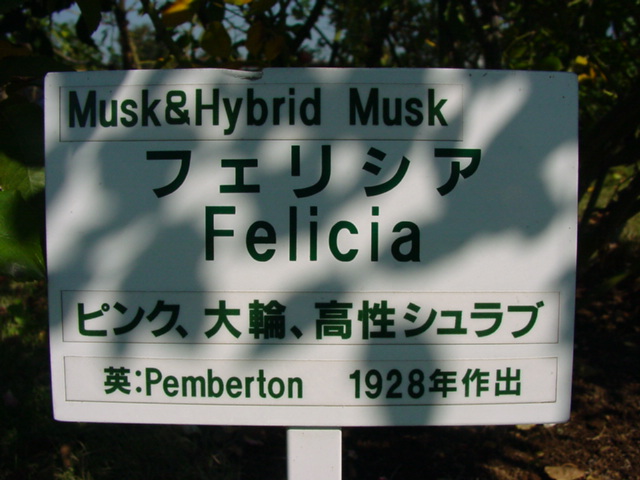 Musk&Hybrid Musk
フェリシア
Felicia
ピンク、大輪、高性シュラブ
英:Pemberton 1928年作出